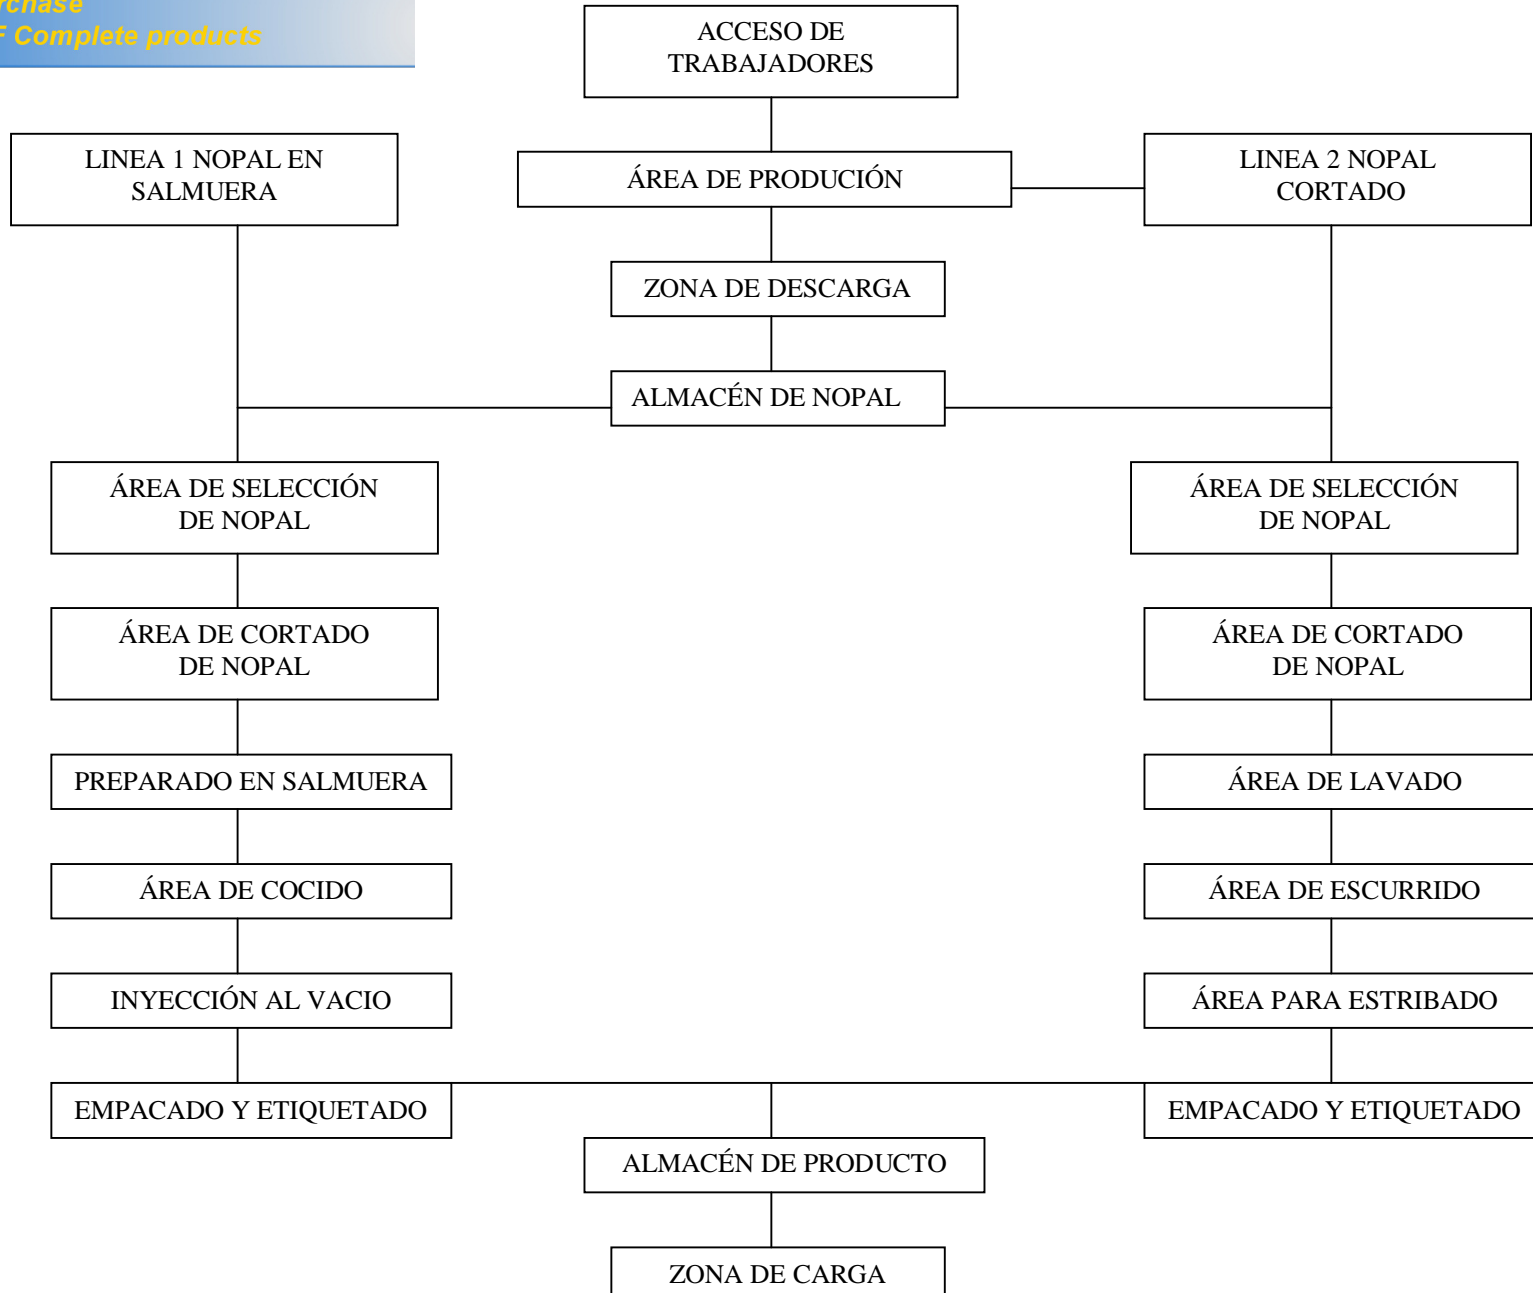 F Complete products
ACCESO DE
TRABAJADORES
LINEA 1 NOPAL EN
SALMUERA
ÁREA DE PRODUCIÓN
LINEA 2 NOPAL
CORTADO
ZONA DE DESCARGA
ALMACÉN DE NOPAL
ÁREA DE SELECCIÓN
DE NOPAL
ÁREA DE SELECCIÓN
DE NOPAL
ÁREA DE CORTADO
DE NOPAL
ÁREA DE CORTADO
DE NOPAL
PREPARADO EN SALMUERA
ÁREA DE LAVADO
ÁREA DE COCIDO
ÁREA DE ESCURRIDO
INYECCIÓN AL VACIO
ÁREA PARA ESTRIBADO
EMPACADO Y ETIQUETADO
EMPACADO Y ETIQUETADO
ALMACÉN DE PRODUCTO
ZONA DE CARGA